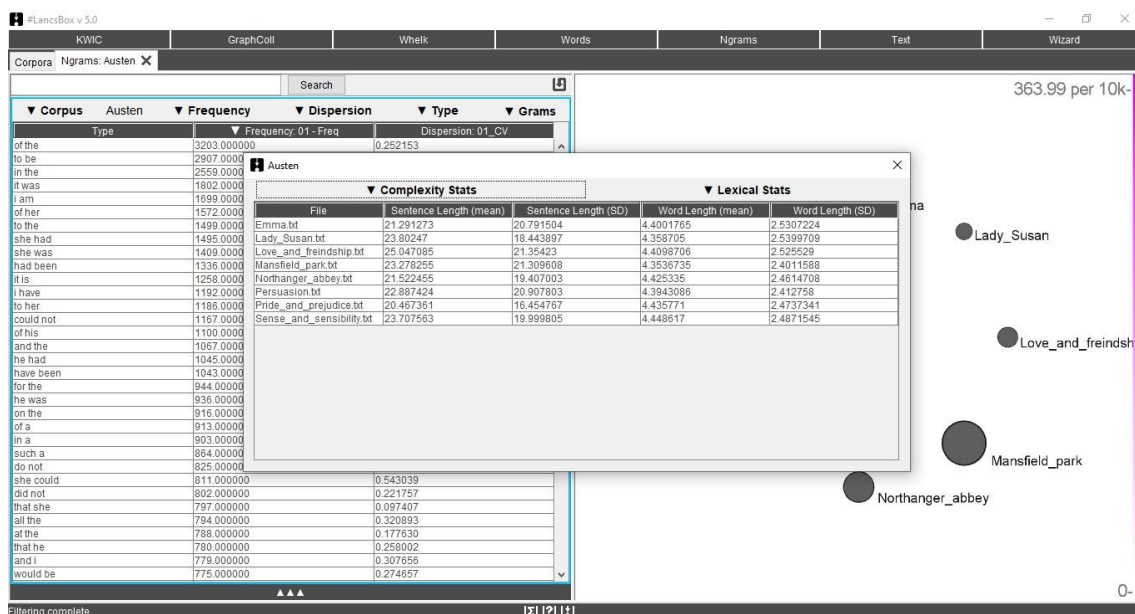 #LancsBox v 5.0
KWIC GraphColl Whelk Words Ngrams Text Wizard
Corpora Ngrams: Austen
Search
363.99 per 10k-
▼ Corpus Austen ▼ Frequency ▼ Dispersion ▼ Type ▼ Grams
Type ▼ Frequency: 01 - Freq Dispersion: 01_CV
of the 3203.000000 0.252153
to be 2907.0000
in the 2559.0000
it was 1802.0000
i am 1699.0000
of her 1572.0000
to the 1499.0000
she had 1495.0000
she was 1409.0000
had been 1336.0000
it is 1258.0000
i have 1192.0000
to her 1186.0000
could not 1167.0000
of his 1100.0000
and the 1067.0000
he had 1045.0000
have been 1043.0000
for the 944.00000
he was 936.00000
on the 916.00000
of a 913.00000
in a 903.00000
such a 864.00000
do not 825.00000
she could 811.000000 0.543039
did not 802.000000 0.221757
that she 797.000000 0.097407
all the 794.000000 0.320893
at the 788.000000 0.177630
that he 780.000000 0.258002
and i 779.000000 0.307656
would be 775.000000 0.274657
Austen
▼ Complexity Stats ▼ Lexical Stats
File Sentence Length (mean) Sentence Length (SD) Word Length (mean) Word Length (SD)
Emma.txt 21.291273 20.791504 4.4001765 2.5307224
Lady_Susan.txt 23.80247 18.443897 4.358705 2.5399709
Love_and_freindship.txt 25.047085 21.35423 4.4098706 2.525529
Mansfield_park.txt 23.278255 21.309608 4.3536735 2.4011588
Northanger_abbey.txt 21.522455 19.407003 4.425335 2.4614708
Persuasion.txt 22.887424 20.907803 4.3943086 2.412758
Pride_and_prejudice.txt 20.467361 16.454767 4.435771 2.4737341
Sense_and_sensibility.txt 23.707563 19.999805 4.448617 2.4871545
na
Lady_Susan
Love_and_freindsh
Mansfield_park
Northanger_abbey
0-
▲▲▲
Filtering complete
|Σ| |?| |‡|